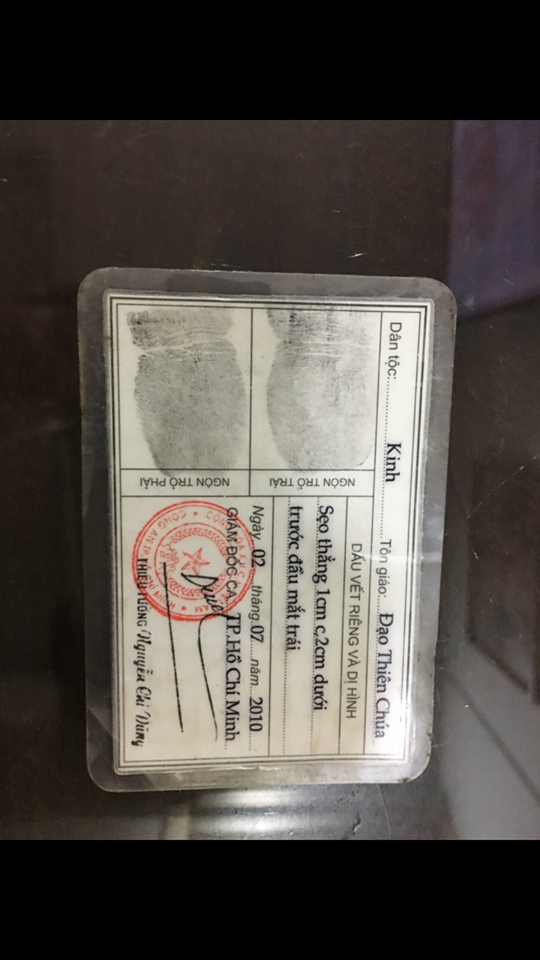 Dân tộc: Kinh Tôn giáo: Đạo Thiên Chúa
NGÓN TRỎ TRÁI
NGÓN TRỎ PHẢI
DẤU VẾT RIÊNG VÀ DỊ HÌNH
Sẹo thẳng 1cm c,2cm dưới
trước đầu mắt trái
Ngày 02 tháng 07 năm 2010
GIÁM ĐỐC CA TP.Hồ Chí Minh
THIẾU TƯỚNG Nguyễn Chí Dũng